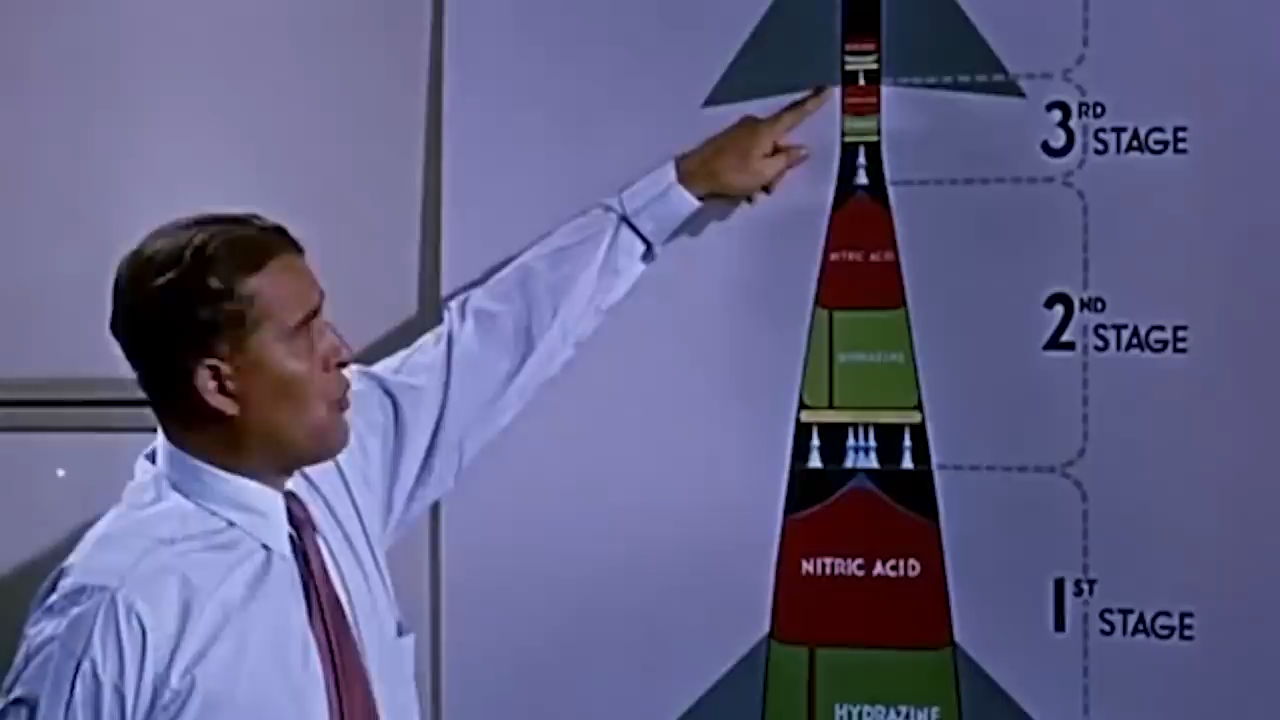 3RD STAGE
NITRIC ACID
2ND STAGE
HYDRAZINE
NITRIC ACID
1ST STAGE
HYDRAZINE